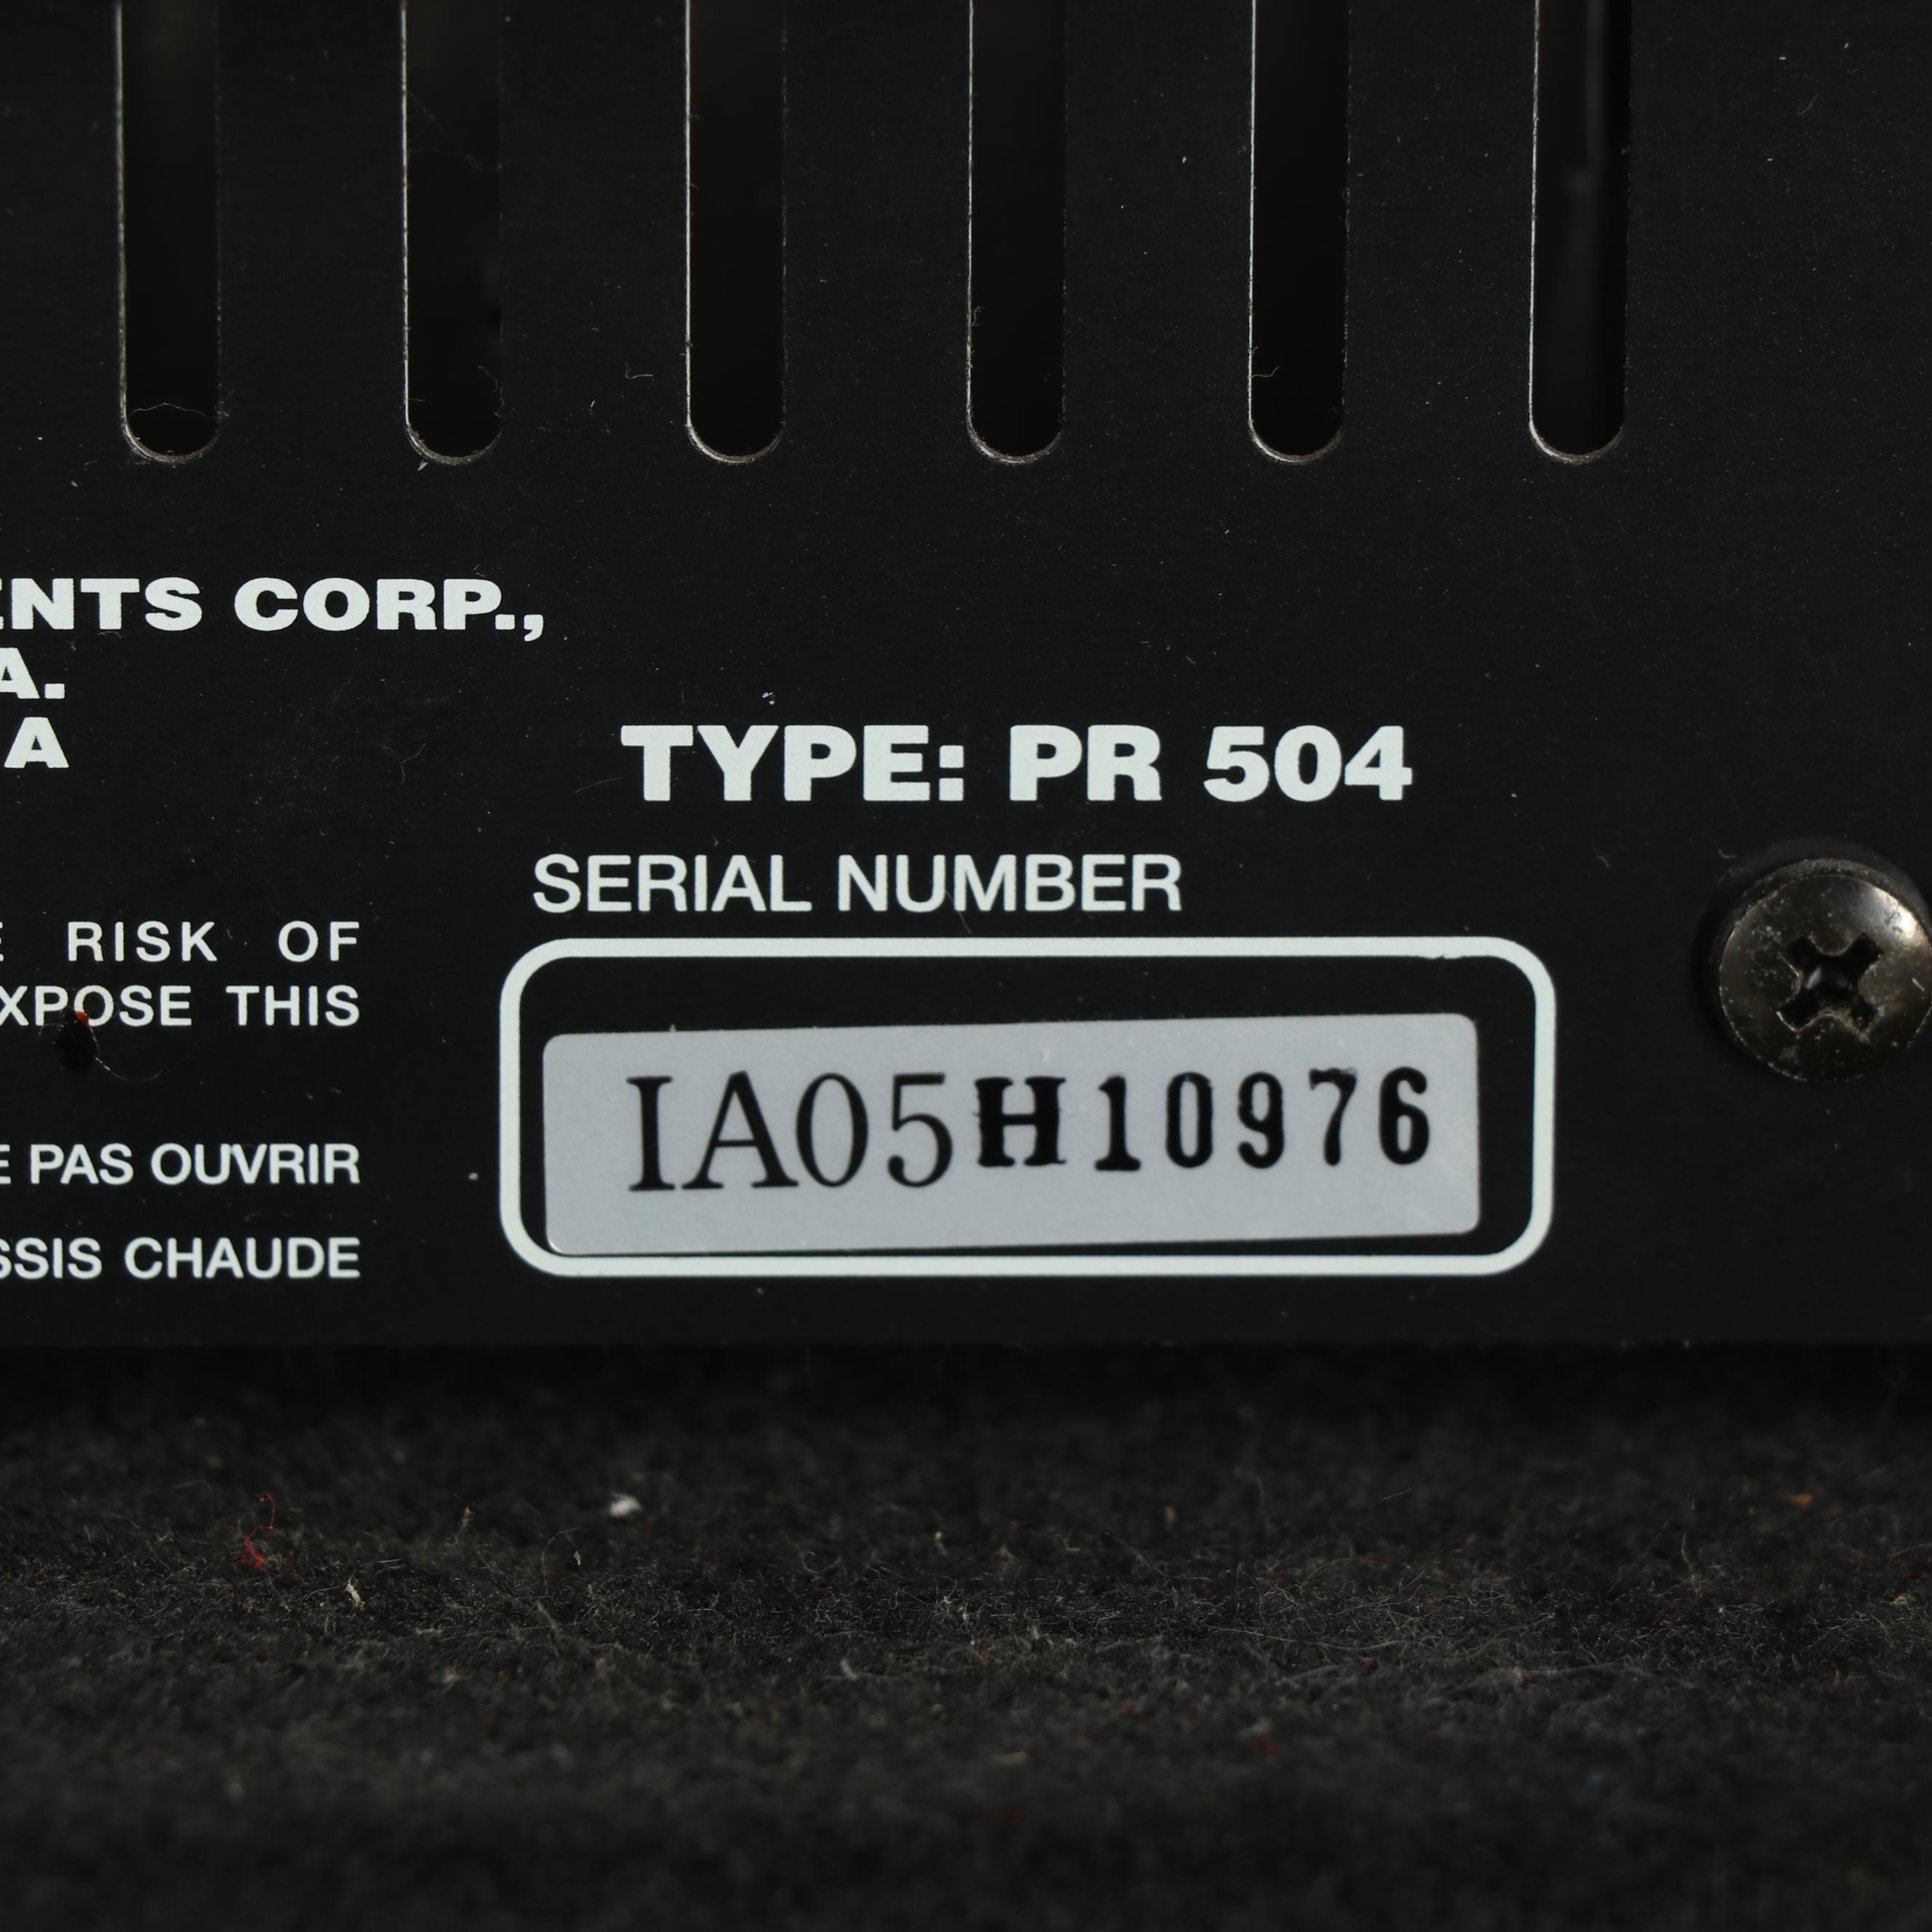 ENTS CORP.,
A.
A
TYPE: PR 504
SERIAL NUMBER
E RISK OF
XPOSE THIS
IA05H10976
E PAS OUVRIR
SSIS CHAUDE